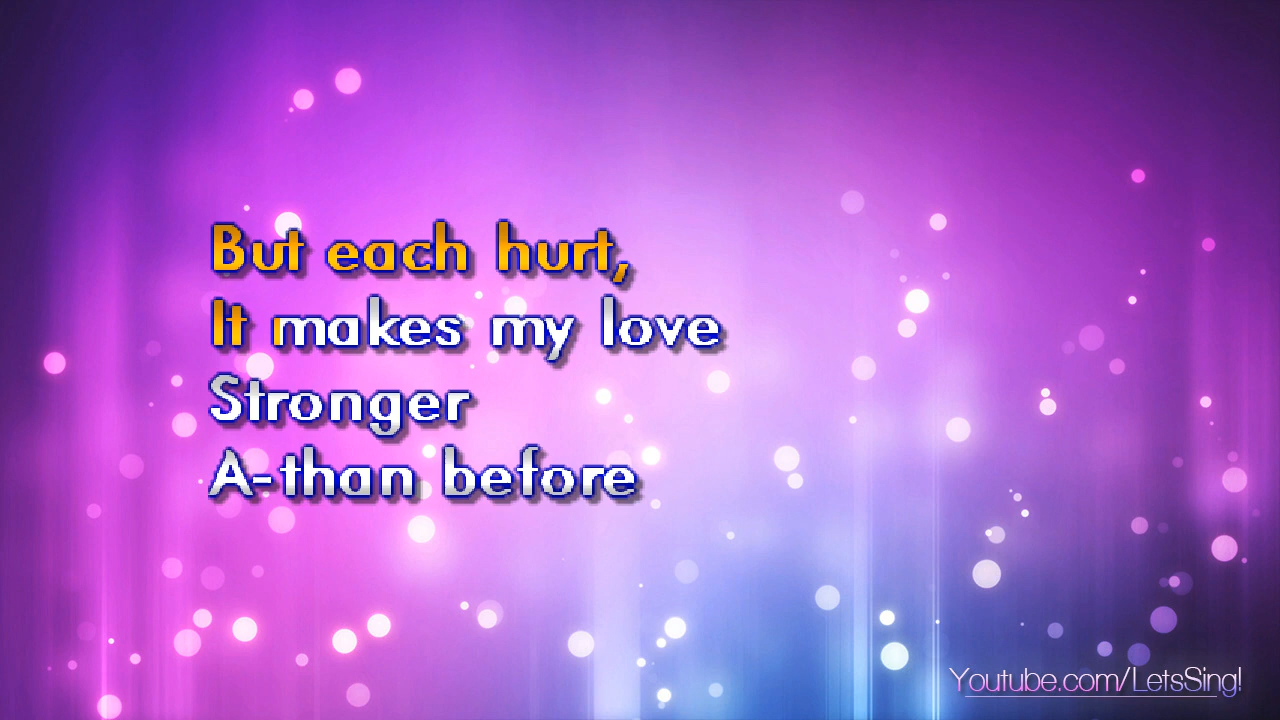 But each hurt,
It makes my love
Stronger
A-than before
Youtube.com/LetsSing!